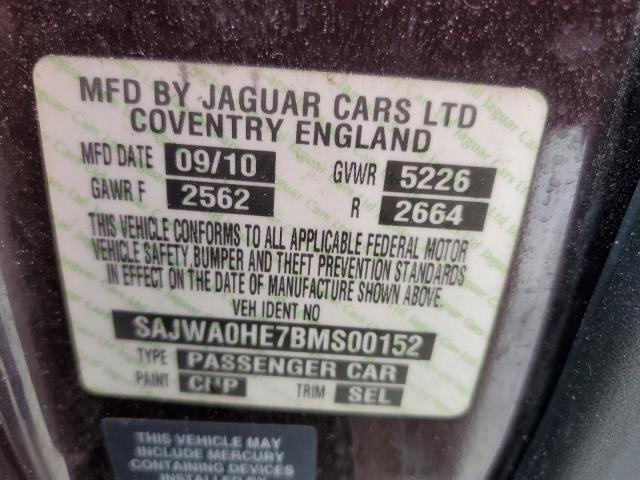 MFD BY JAGUAR CARS LTD
COVENTRY ENGLAND
MFD DATE 09/10 GVWR 5226
GAWR F 2562 R 2664
THIS VEHICLE CONFORMS TO ALL APPLICABLE FEDERAL MOTOR
VEHICLE SAFETY BUMPER AND THEFT PREVENTION STANDARDS
IN EFFECT ON THE DATE OF MANUFACTURE SHOWN ABOVE.
VEH IDENT NO
SAJWA0HE7BMS00152
TYPE PASSENGER CAR
PAINT TRIM SEL
THIS VEHICLE MAY
INCLUDE MERCURY
CONTAINING DEVICES
INSTALLED BY